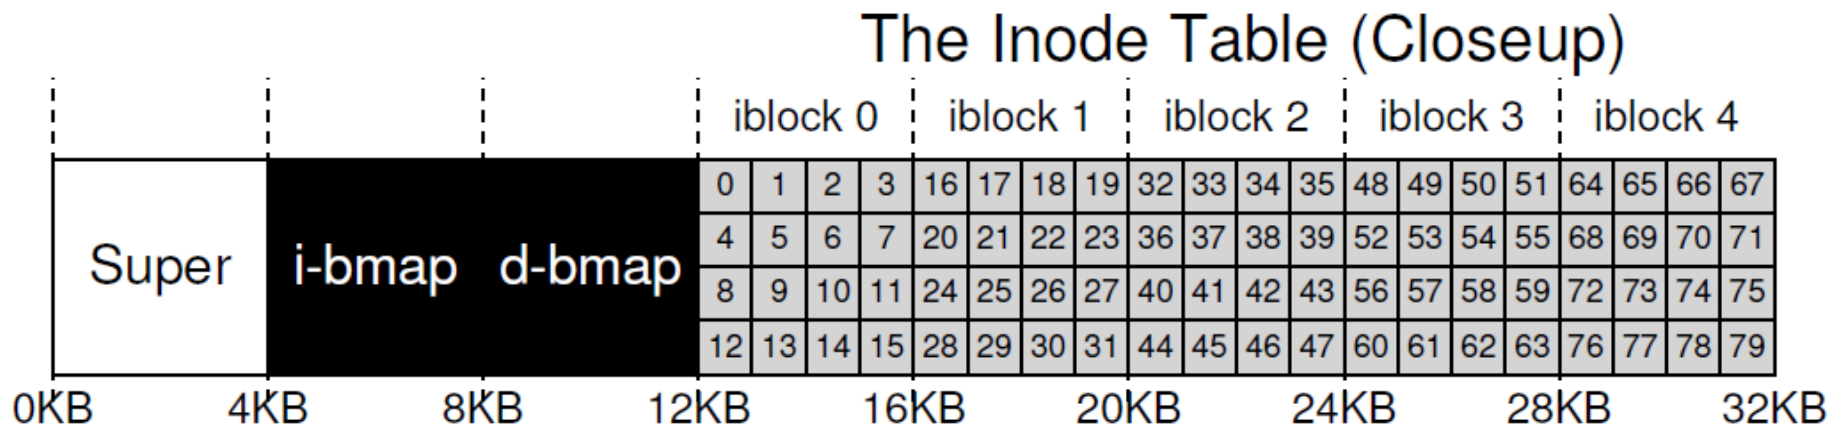 The Inode Table (Closeup)
iblock 0 iblock 1 iblock 2 iblock 3 iblock 4
0 1 2 3 16 17 18 19 32 33 34 35 48 49 50 51 64 65 66 67
4 5 6 7 20 21 22 23 36 37 38 39 52 53 54 55 68 69 70 71
Super i-bmap d-bmap
8 9 10 11 24 25 26 27 40 41 42 43 56 57 58 59 72 73 74 75
12 13 14 15 28 29 30 31 44 45 46 47 60 61 62 63 76 77 78 79
0KB 4KB 8KB 12KB 16KB 20KB 24KB 28KB 32KB